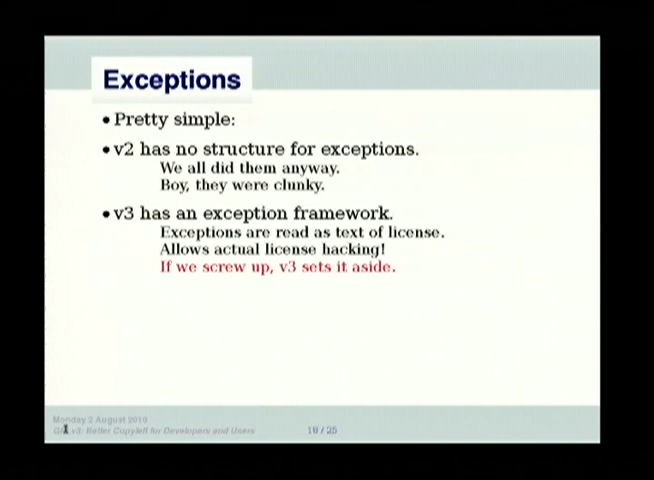 Exceptions
• Pretty simple:
• v2 has no structure for exceptions.
We all did them anyway.
Boy, they were clunky.
• v3 has an exception framework.
Exceptions are read as text of license.
Allows actual license hacking!
If we screw up, v3 sets it aside.
Monday 2 August 2010
v3: Better Copyleft for Developers and Users
/ 25